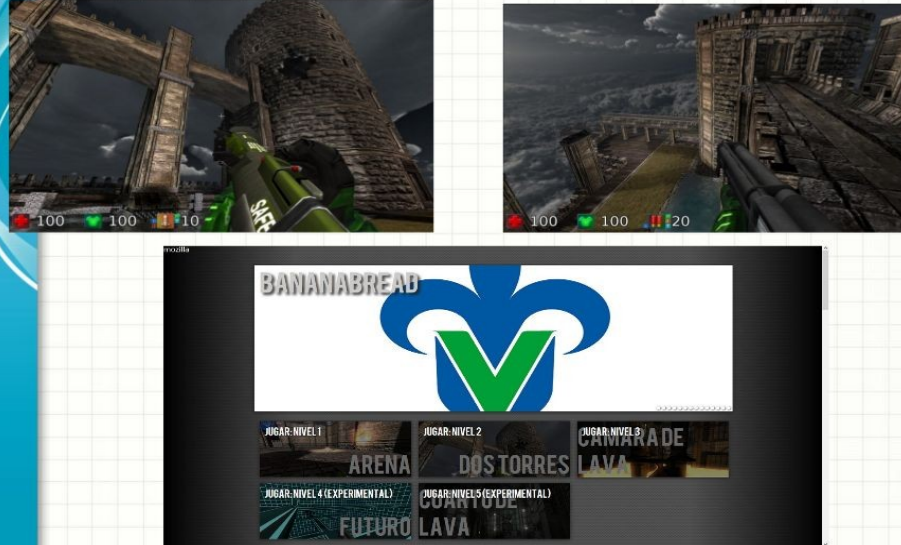 SAFE
100 100 10
100 100 20
mozilla
BANANABREAD
JUGAR: NIVEL 1
ARENA
JUGAR: NIVEL 2
DOS TORRES
JUGAR: NIVEL 3
CAMARA DE
LAVA
JUGAR: NIVEL 4 (EXPERIMENTAL)
FUTURO
JUGAR: NIVEL 5 (EXPERIMENTAL)
CUARTO DE
LAVA